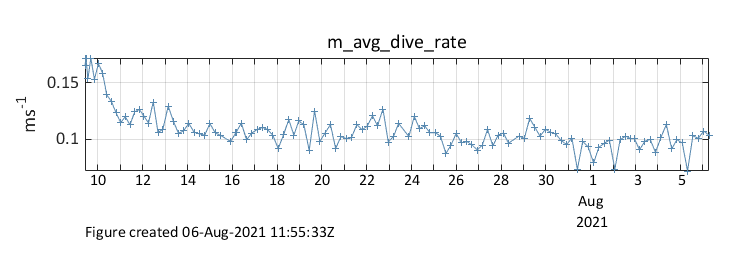 m_avg_dive_rate
0.15
0.1
ms-1
10 12 14 16 18 20 22 24 26 28 30 1 3 5
Aug
2021
Figure created 06-Aug-2021 11:55:33Z